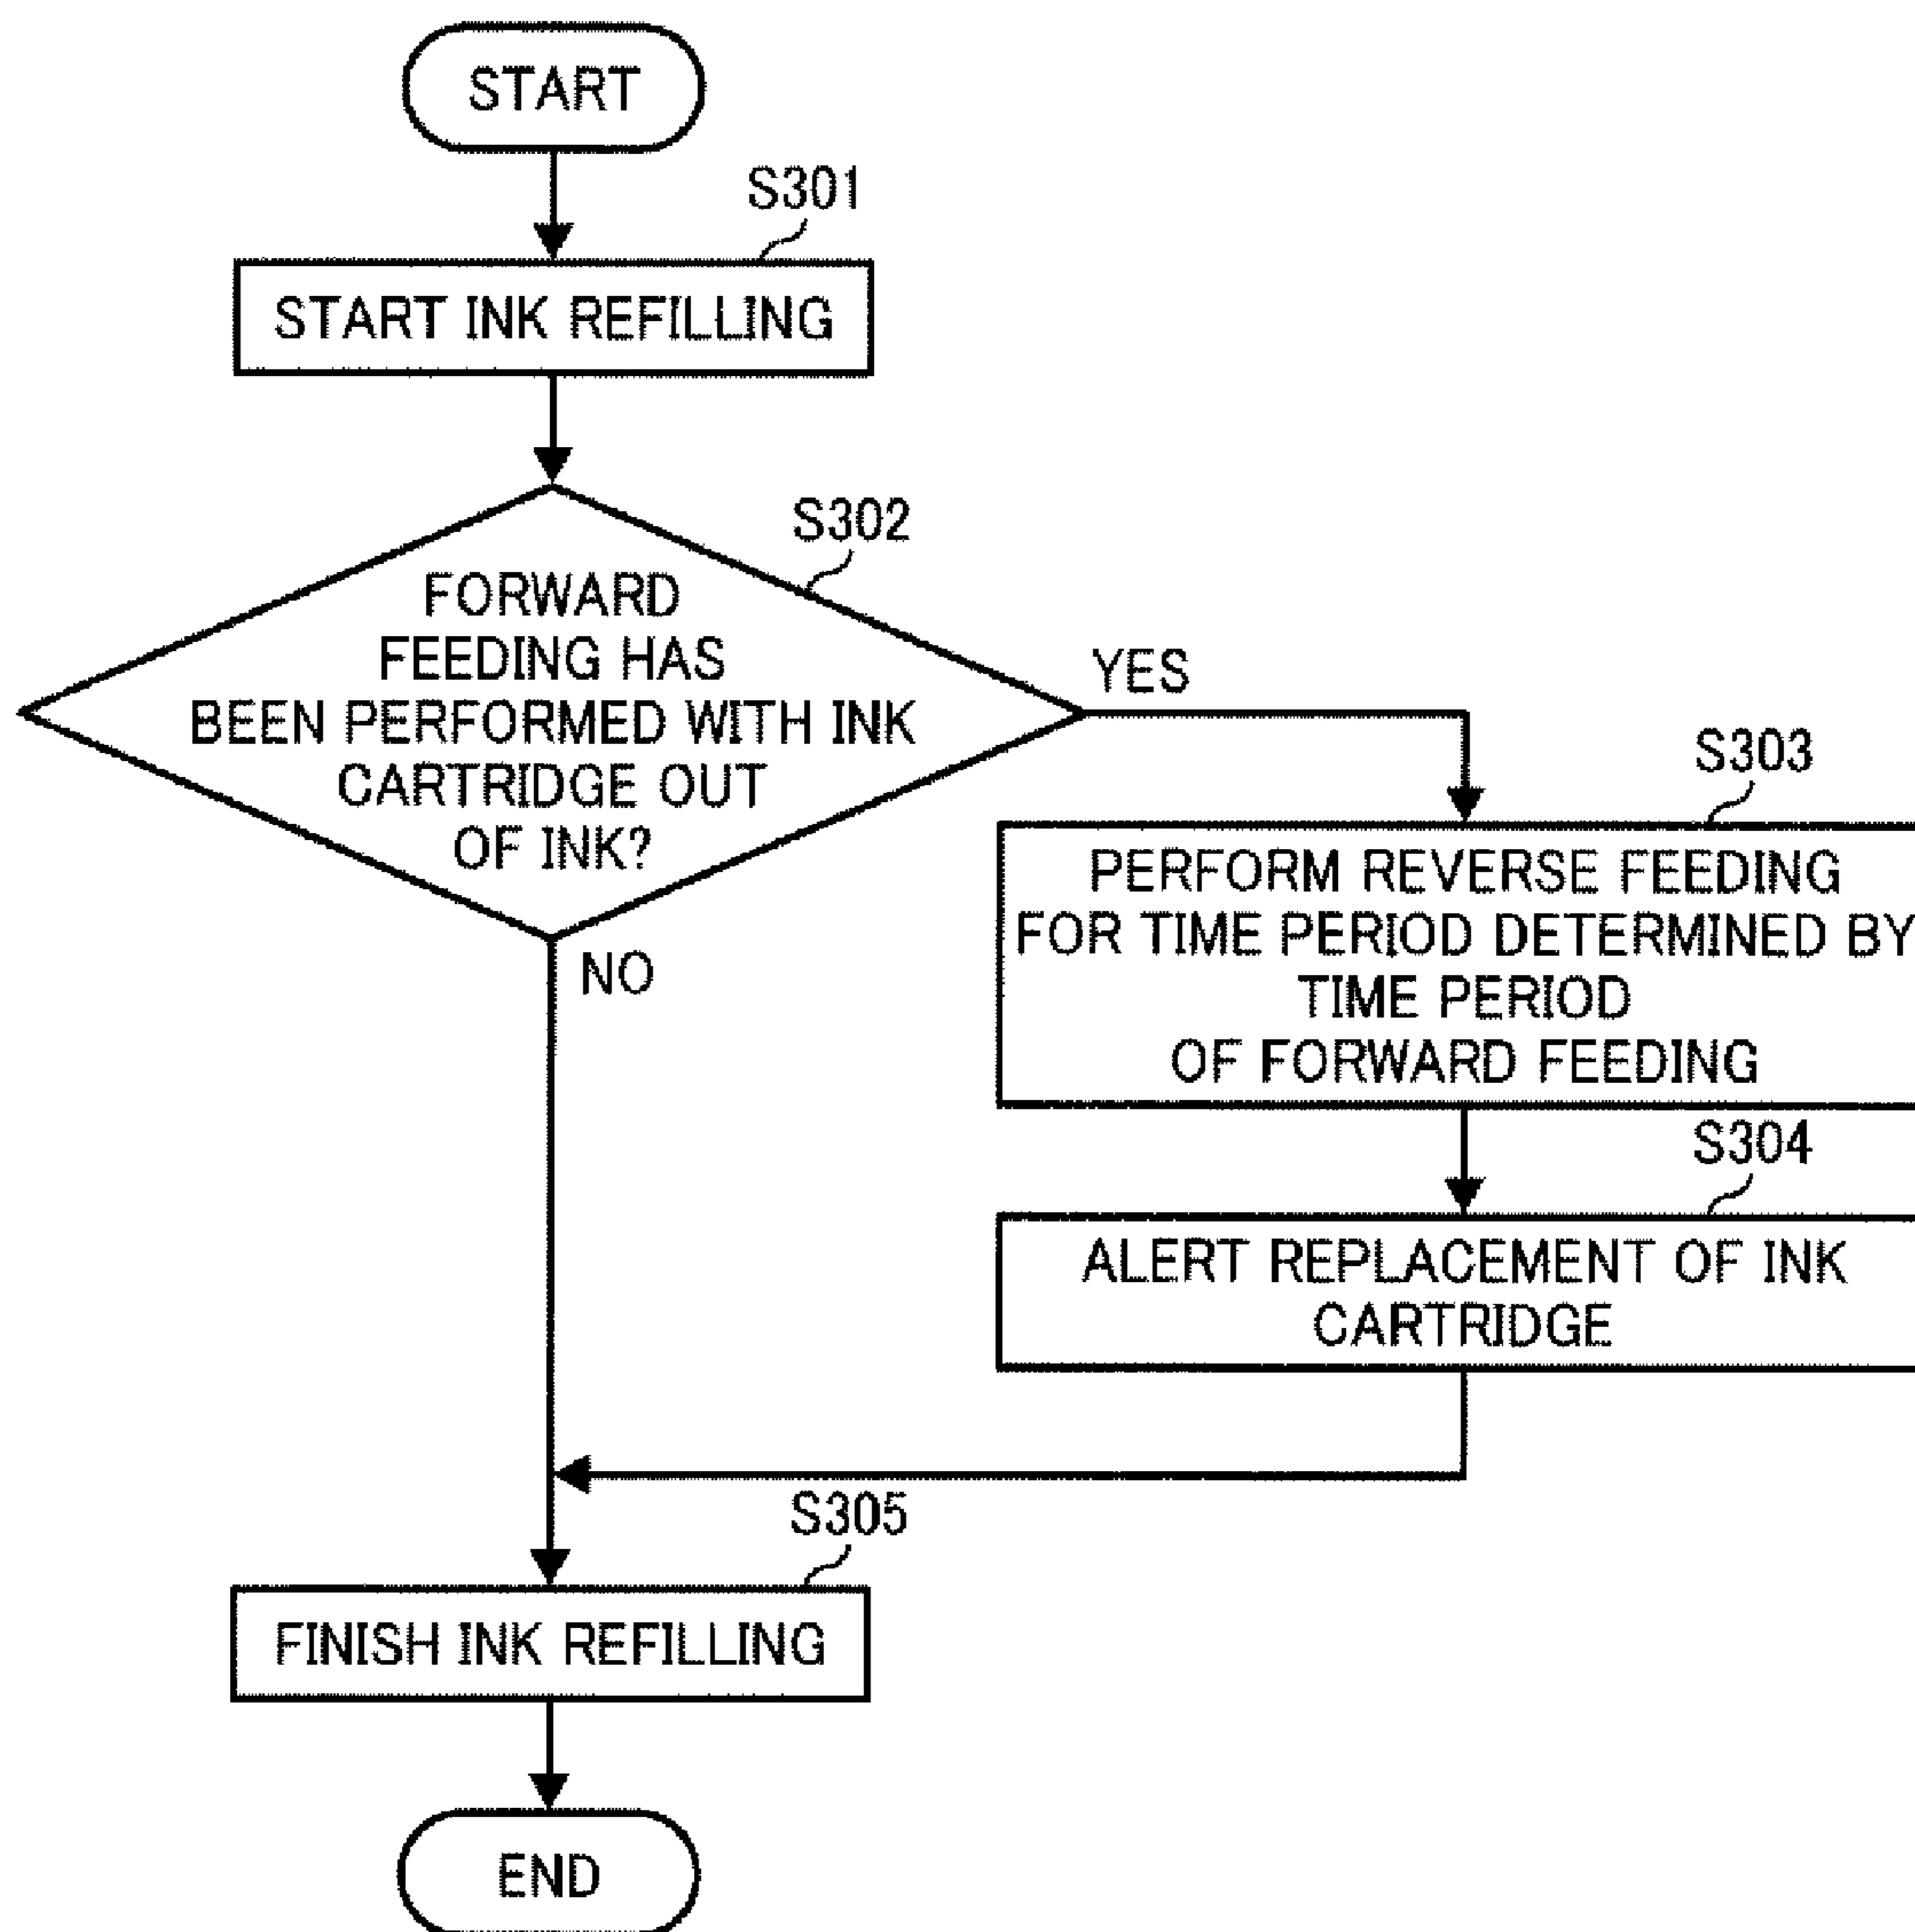 START
S301
START INK REFILLING
S302
FORWARD
FEEDING HAS
BEEN PERFORMED WITH INK
CARTRIDGE OUT
OF INK?
YES
NO
S303
PERFORM REVERSE FEEDING
FOR TIME PERIOD DETERMINED BY
TIME PERIOD
OF FORWARD FEEDING
S304
ALERT REPLACEMENT OF INK
CARTRIDGE
S305
FINISH INK REFILLING
END